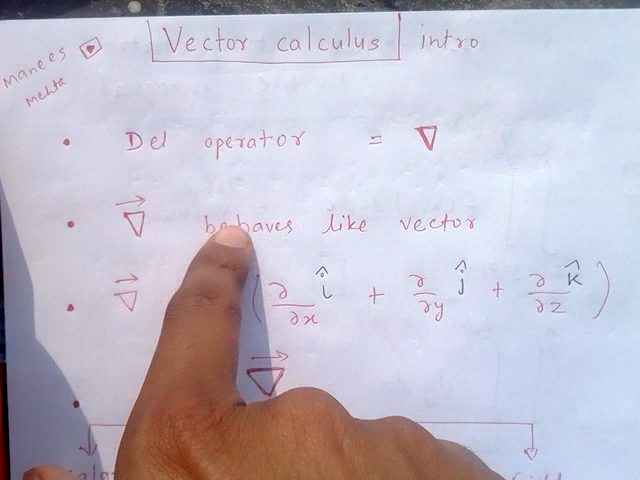 Vector calculus intro
Manees
Mehta
• Del operator = ∇
• ∇⃗ behaves like vector
• ∇⃗ ( ∂/∂x î + ∂/∂y ĵ + ∂/∂z k̂ )
• ∇⃗